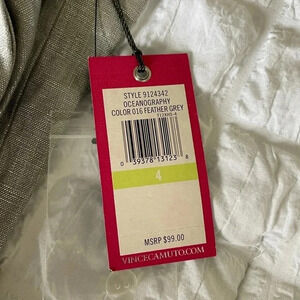 STYLE 9124342
OCEANOGRAPHY
COLOR 016 FEATHER GREY
0 39378 13123 8
4
MSRP $99.00
VINCECAMUTO.COM